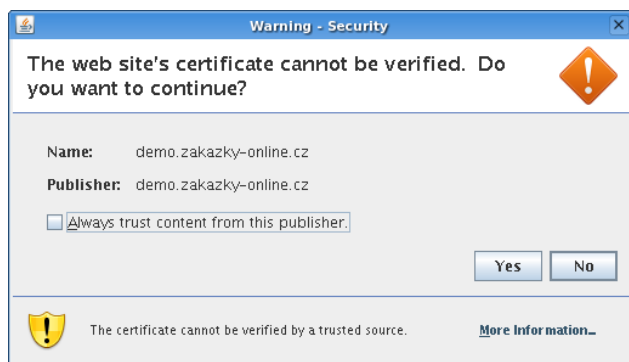 Warning - Security
The web site's certificate cannot be verified. Do
you want to continue?
Name: demo.zakazky-online.cz
Publisher: demo.zakazky-online.cz
Always trust content from this publisher.
Yes No
The certificate cannot be verified by a trusted source. More Information...